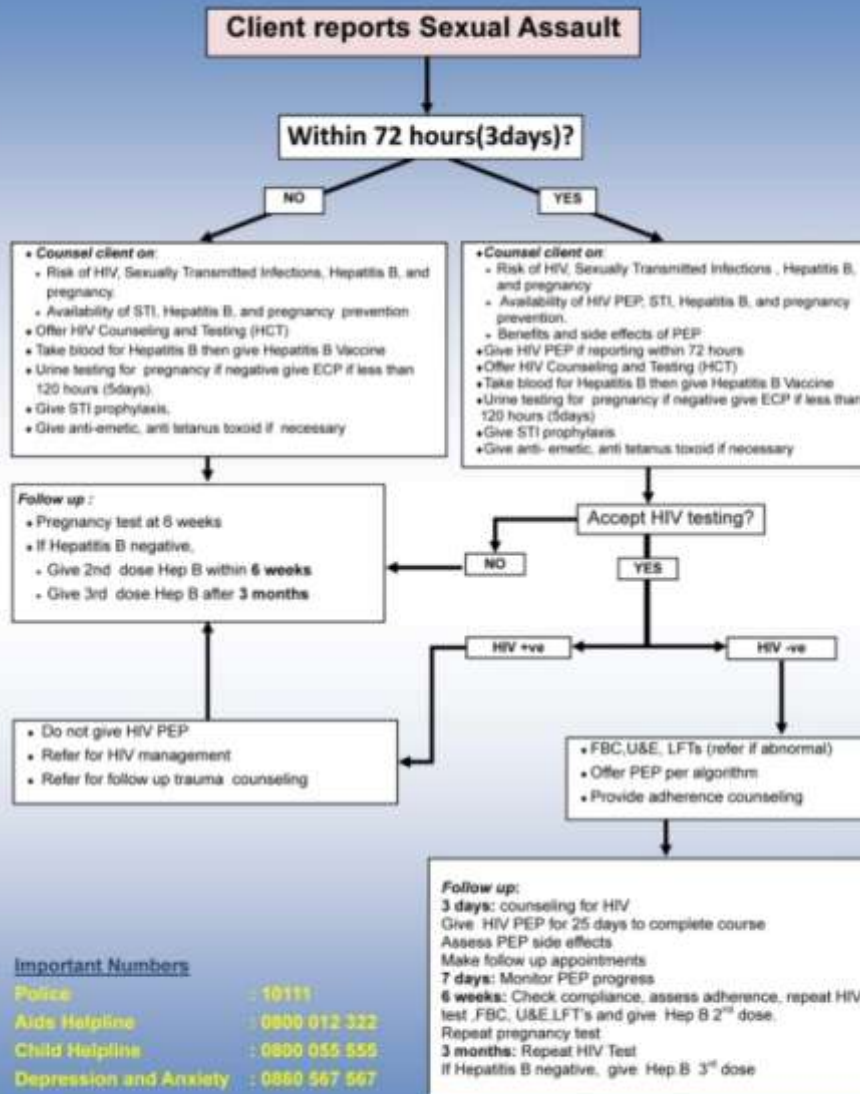 Client reports Sexual Assault
Within 72 hours(3days)?
NO
YES
• Counsel client on:
• Risk of HIV, Sexually Transmitted Infections, Hepatitis B, and
pregnancy.
• Availability of STI, Hepatitis B, and pregnancy prevention
• Offer HIV Counseling and Testing (HCT)
• Take blood for Hepatitis B then give Hepatitis B Vaccine
• Urine testing for pregnancy if negative give ECP if less than
120 hours (5days).
• Give STI prophylaxis,
• Give anti-emetic, anti tetanus toxoid if necessary
♦Counsel client on:
• Risk of HIV, Sexually Transmitted Infections , Hepatitis B,
and pregnancy
• Availability of HIV PEP, STI, Hepatitis B, and pregnancy
prevention.
• Benefits and side effects of PEP
♦Give HIV PEP if reporting within 72 hours
♦Offer HIV Counseling and Testing (HCT)
♦Take blood for Hepatitis B then give Hepatitis B Vaccine
♦Urine testing for pregnancy if negative give ECP if less than
120 hours (5days)
♦Give STI prophylaxis
♦Give anti- emetic, anti tetanus toxoid if necessary
Follow up :
• Pregnancy test at 6 weeks
• If Hepatitis B negative,
• Give 2nd dose Hep B within 6 weeks
• Give 3rd dose Hep B after 3 months
Accept HIV testing?
NO
YES
HIV +ve
HIV -ve
• Do not give HIV PEP
• Refer for HIV management
• Refer for follow up trauma counseling
• FBC,U&E, LFTs (refer if abnormal)
• Offer PEP per algorithm
• Provide adherence counseling
Follow up:
3 days: counseling for HIV
Give HIV PEP for 25 days to complete course
Assess PEP side effects
Make follow up appointments
7 days: Monitor PEP progress
6 weeks: Check compliance, assess adherence, repeat HIV
test ,FBC, U&E,LFT's and give Hep B 2nd dose.
Repeat pregnancy test
3 months: Repeat HIV Test
If Hepatitis B negative, give Hep B 3rd dose
Important Numbers
Police : 10111
Aids Helpline : 0800 012 322
Child Helpline : 0800 055 555
Depression and Anxiety : 0860 567 567